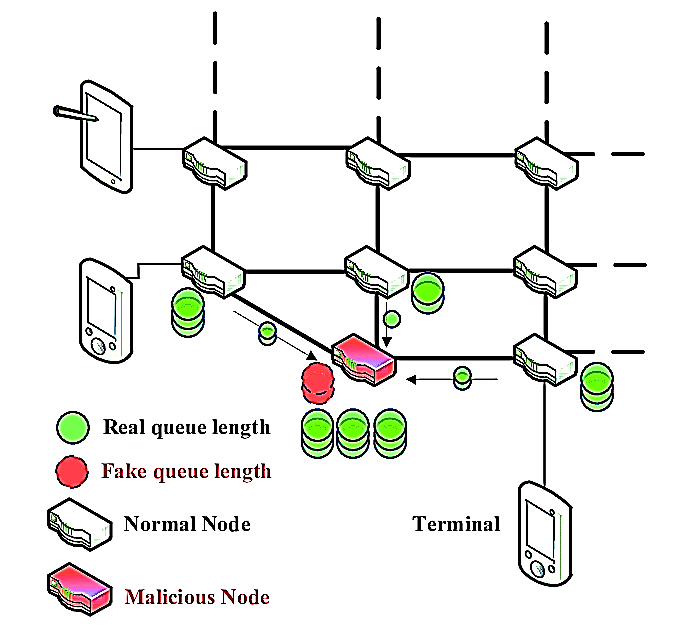 Real queue length
Fake queue length
Normal Node
Terminal
Malicious Node